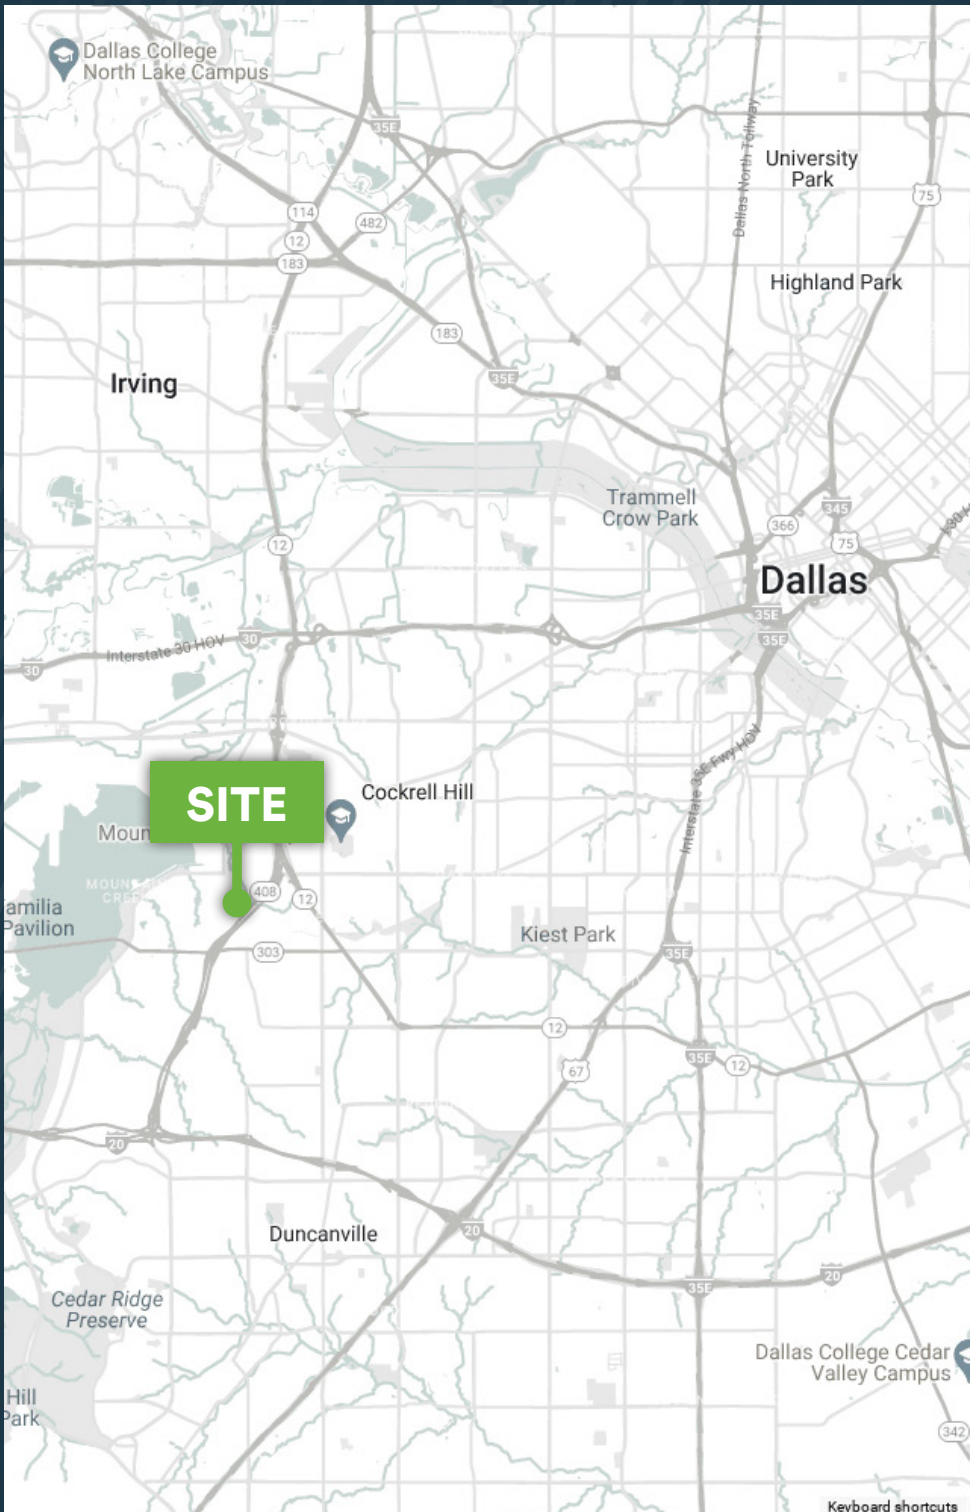 Dallas College
North Lake Campus
35E
Dallas North Tollway
University
Park
75
114
482
12
183
Highland Park
183
35E
Irving
Trammell
Crow Park
345
366
75
12
Dallas
35E
35E
30
Interstate 30 HOV
30
Interstate 35E Fwy HOV
SITE
Cockrell Hill
Moun
MOUNTAIN
CREEK
408
12
amilia
Pavilion
303
Kiest Park
35E
12
35E
12
67
20
20
Duncanville
20
35E
Cedar Ridge
Preserve
Dallas College Cedar
Valley Campus
Hill
Park
342
Keyboard shortcuts